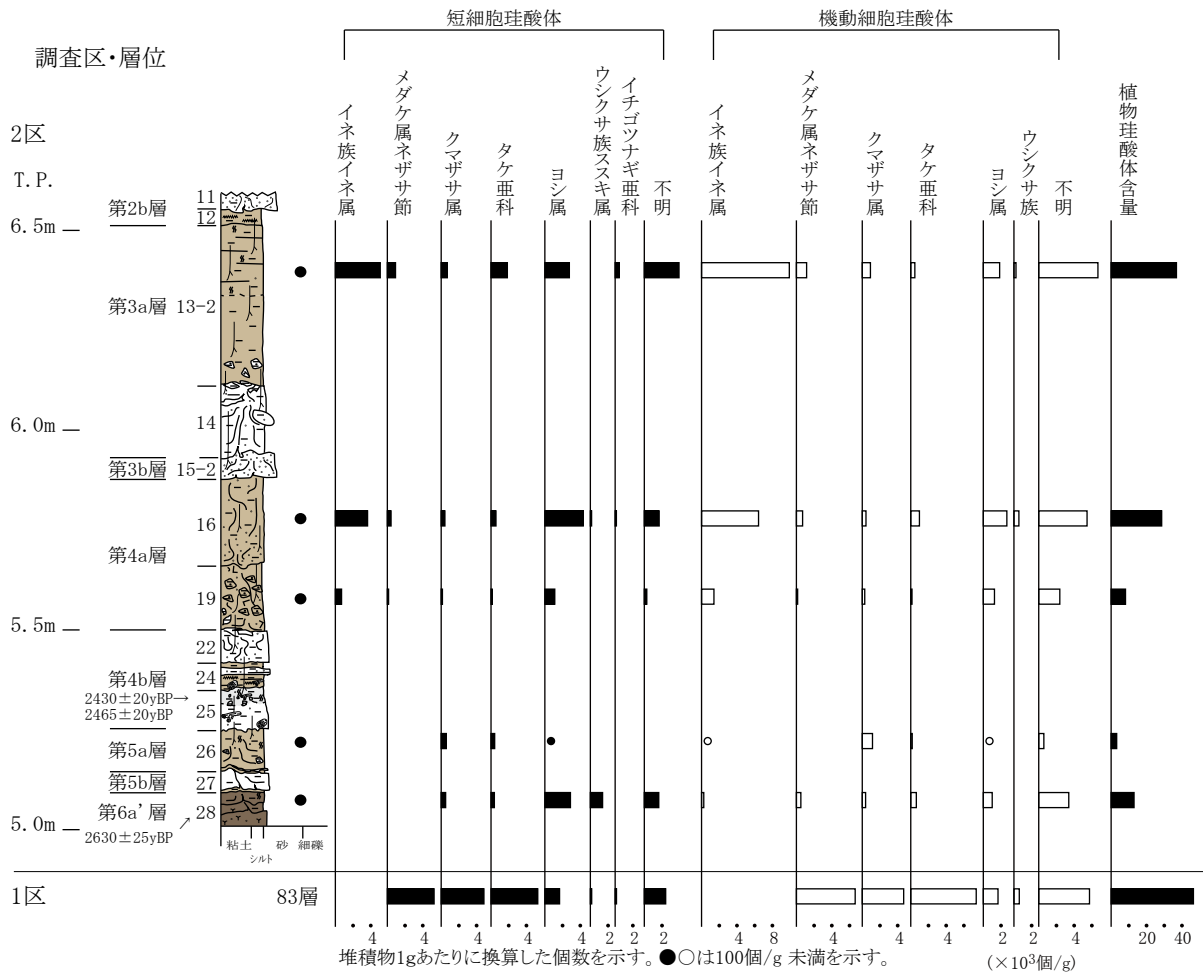 短細胞珪酸体
機動細胞珪酸体
調査区・層位
イネ族イネ属
メダケ属ネザサ節
クマザサ属
タケ亜科
ヨシ属
ウシクサ族ススキ属
イチゴツナギ亜科
不明
イネ族イネ属
メダケ属ネザサ節
クマザサ属
タケ亜科
ヨシ属
ウシクサ族
不明
植物珪酸体含量
2区
T.P.
第2b層 11
12
6.5m
第3a層 13-2
6.0m
14
第3b層 15-2
16
第4a層
19
5.5m
22
第4b層 24
2430±20yBP→
2465±20yBP
25
第5a層 26
第5b層 27
第6a'層 28
5.0m
2630±25yBP
粘土 砂 細礫
シルト
1区 83層
4 4 4 4 4 2 2 2 4 8 4 4 4 2 2 4 20 40
堆積物1gあたりに換算した個数を示す。●○は100個/g 未満を示す。 (×10³個/g)